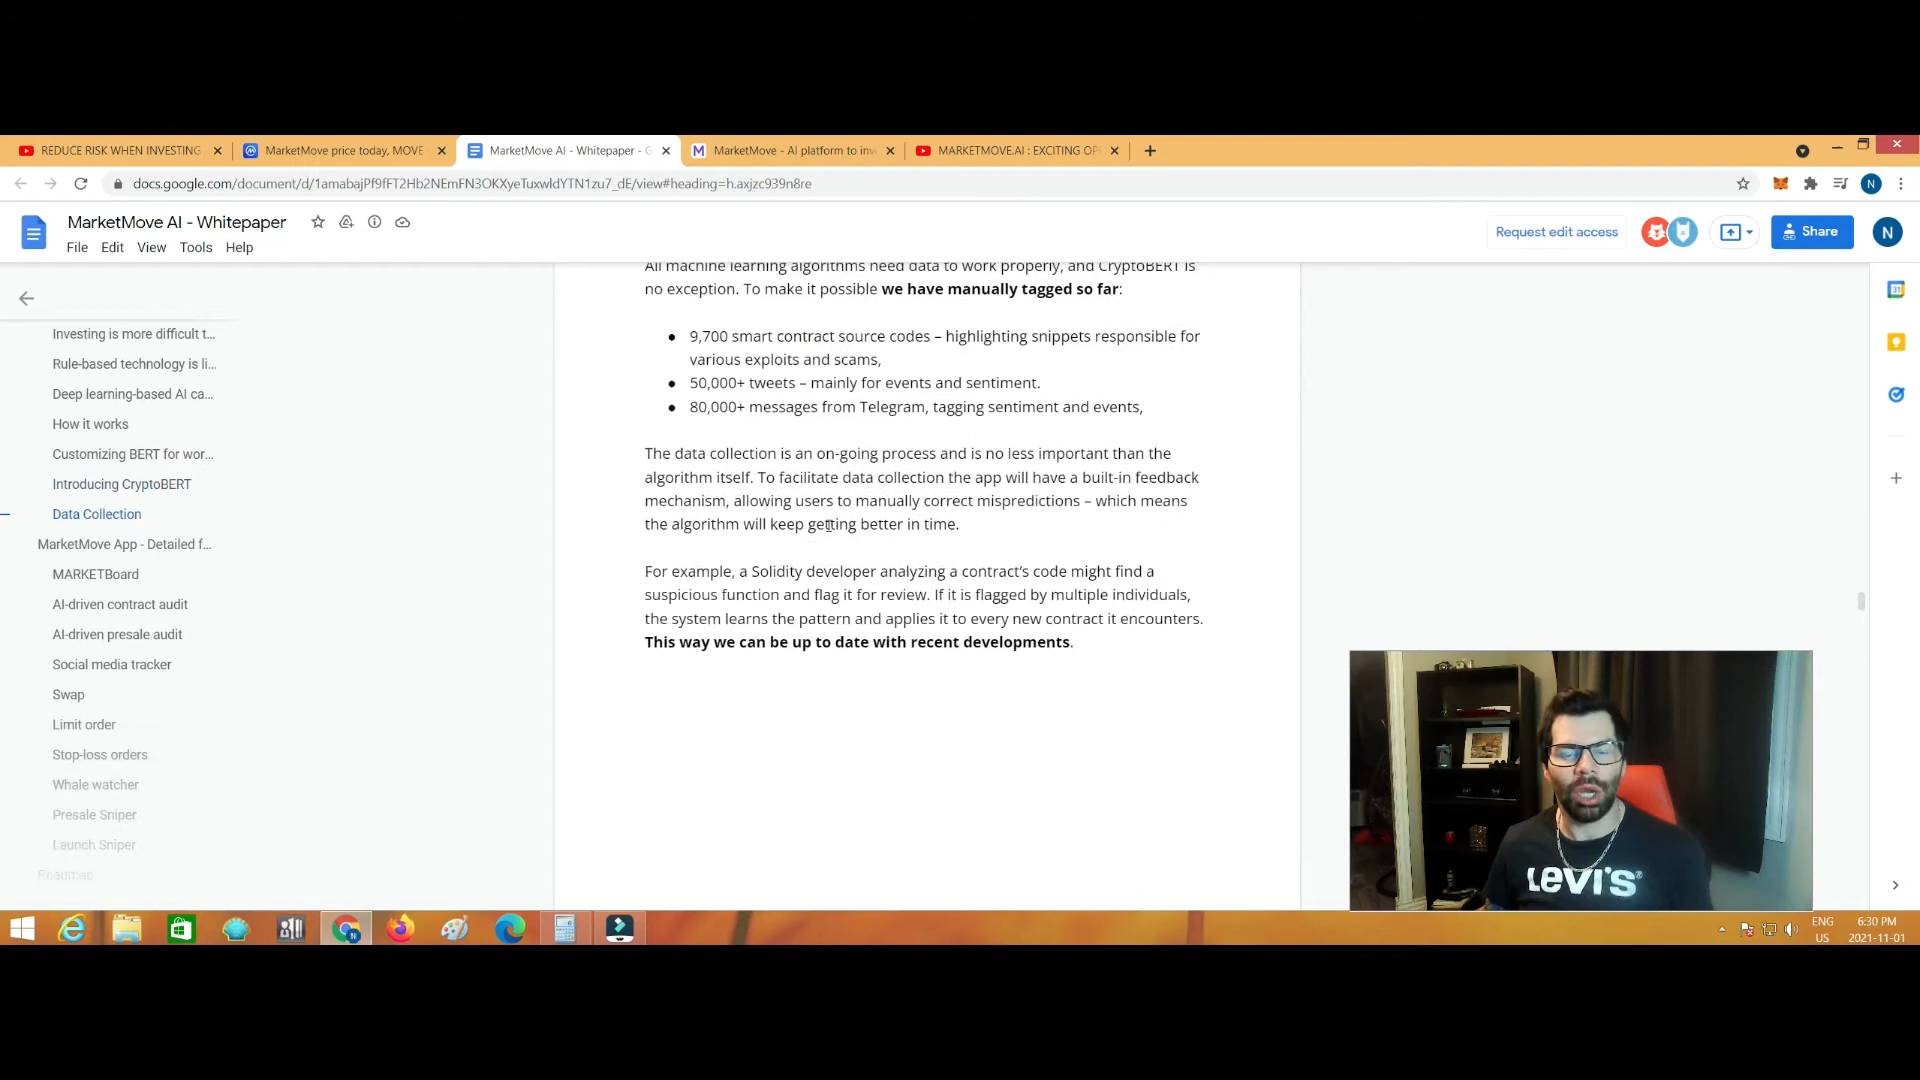 REDUCE RISK WHEN INVESTING
MarketMove price today, MOVE
MarketMove AI - Whitepaper - G
MarketMove - AI platform to inv
MARKETMOVE.AI : EXCITING OP
docs.google.com/document/d/1amabajPf9fFT2Hb2NEmFN3OKXyeTuxwldYTN1zu7_dE/view#heading=h.axjzc939n8re
N
MarketMove AI - Whitepaper
File Edit View Tools Help
Request edit access
Share
N
Investing is more difficult t...
Rule-based technology is li...
Deep learning-based AI ca...
How it works
Customizing BERT for wor...
Introducing CryptoBERT
Data Collection
MarketMove App - Detailed f...
MARKETBoard
AI-driven contract audit
AI-driven presale audit
Social media tracker
Swap
Limit order
Stop-loss orders
Whale watcher
Presale Sniper
Launch Sniper
Roadmap
All machine learning algorithms need data to work properly, and CryptoBERT is
no exception. To make it possible we have manually tagged so far:
● 9,700 smart contract source codes – highlighting snippets responsible for
various exploits and scams,
● 50,000+ tweets – mainly for events and sentiment.
● 80,000+ messages from Telegram, tagging sentiment and events,
The data collection is an on-going process and is no less important than the
algorithm itself. To facilitate data collection the app will have a built-in feedback
mechanism, allowing users to manually correct mispredictions – which means
the algorithm will keep getting better in time.
For example, a Solidity developer analyzing a contract's code might find a
suspicious function and flag it for review. If it is flagged by multiple individuals,
the system learns the pattern and applies it to every new contract it encounters.
This way we can be up to date with recent developments.
31
LEVI'S®
ENG
US
6:30 PM
2021-11-01